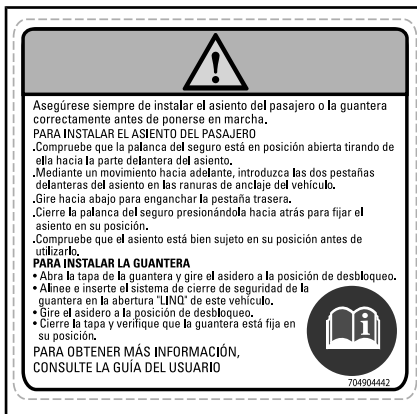 Asegúrese siempre de instalar el asiento del pasajero o la guantera
correctamente antes de ponerse en marcha.
PARA INSTALAR EL ASIENTO DEL PASAJERO
.Compruebe que la palanca del seguro está en posición abierta tirando de
ella hacia la parte delantera del asiento.
.Mediante un movimiento hacia adelante, introduzca las dos pestañas
delanteras del asiento en las ranuras de anclaje del vehículo.
.Gire hacia abajo para enganchar la pestaña trasera.
.Cierre la palanca del seguro presionándola hacia atrás para fijar el
asiento en su posición.
.Compruebe que el asiento está bien sujeto en su posición antes de
utilizarlo.
PARA INSTALAR LA GUANTERA
• Abra la tapa de la guantera y gire el asidero a la posición de desbloqueo.
• Alinee e inserte el sistema de cierre de seguridad de la
guantera en la abertura "LINQ" de este vehículo.
• Gire el asidero a la posición de desbloqueo.
• Cierre la tapa y verifique que la guantera está fija en
su posición.
PARA OBTENER MÁS INFORMACIÓN,
CONSULTE LA GUÍA DEL USUARIO
704904442